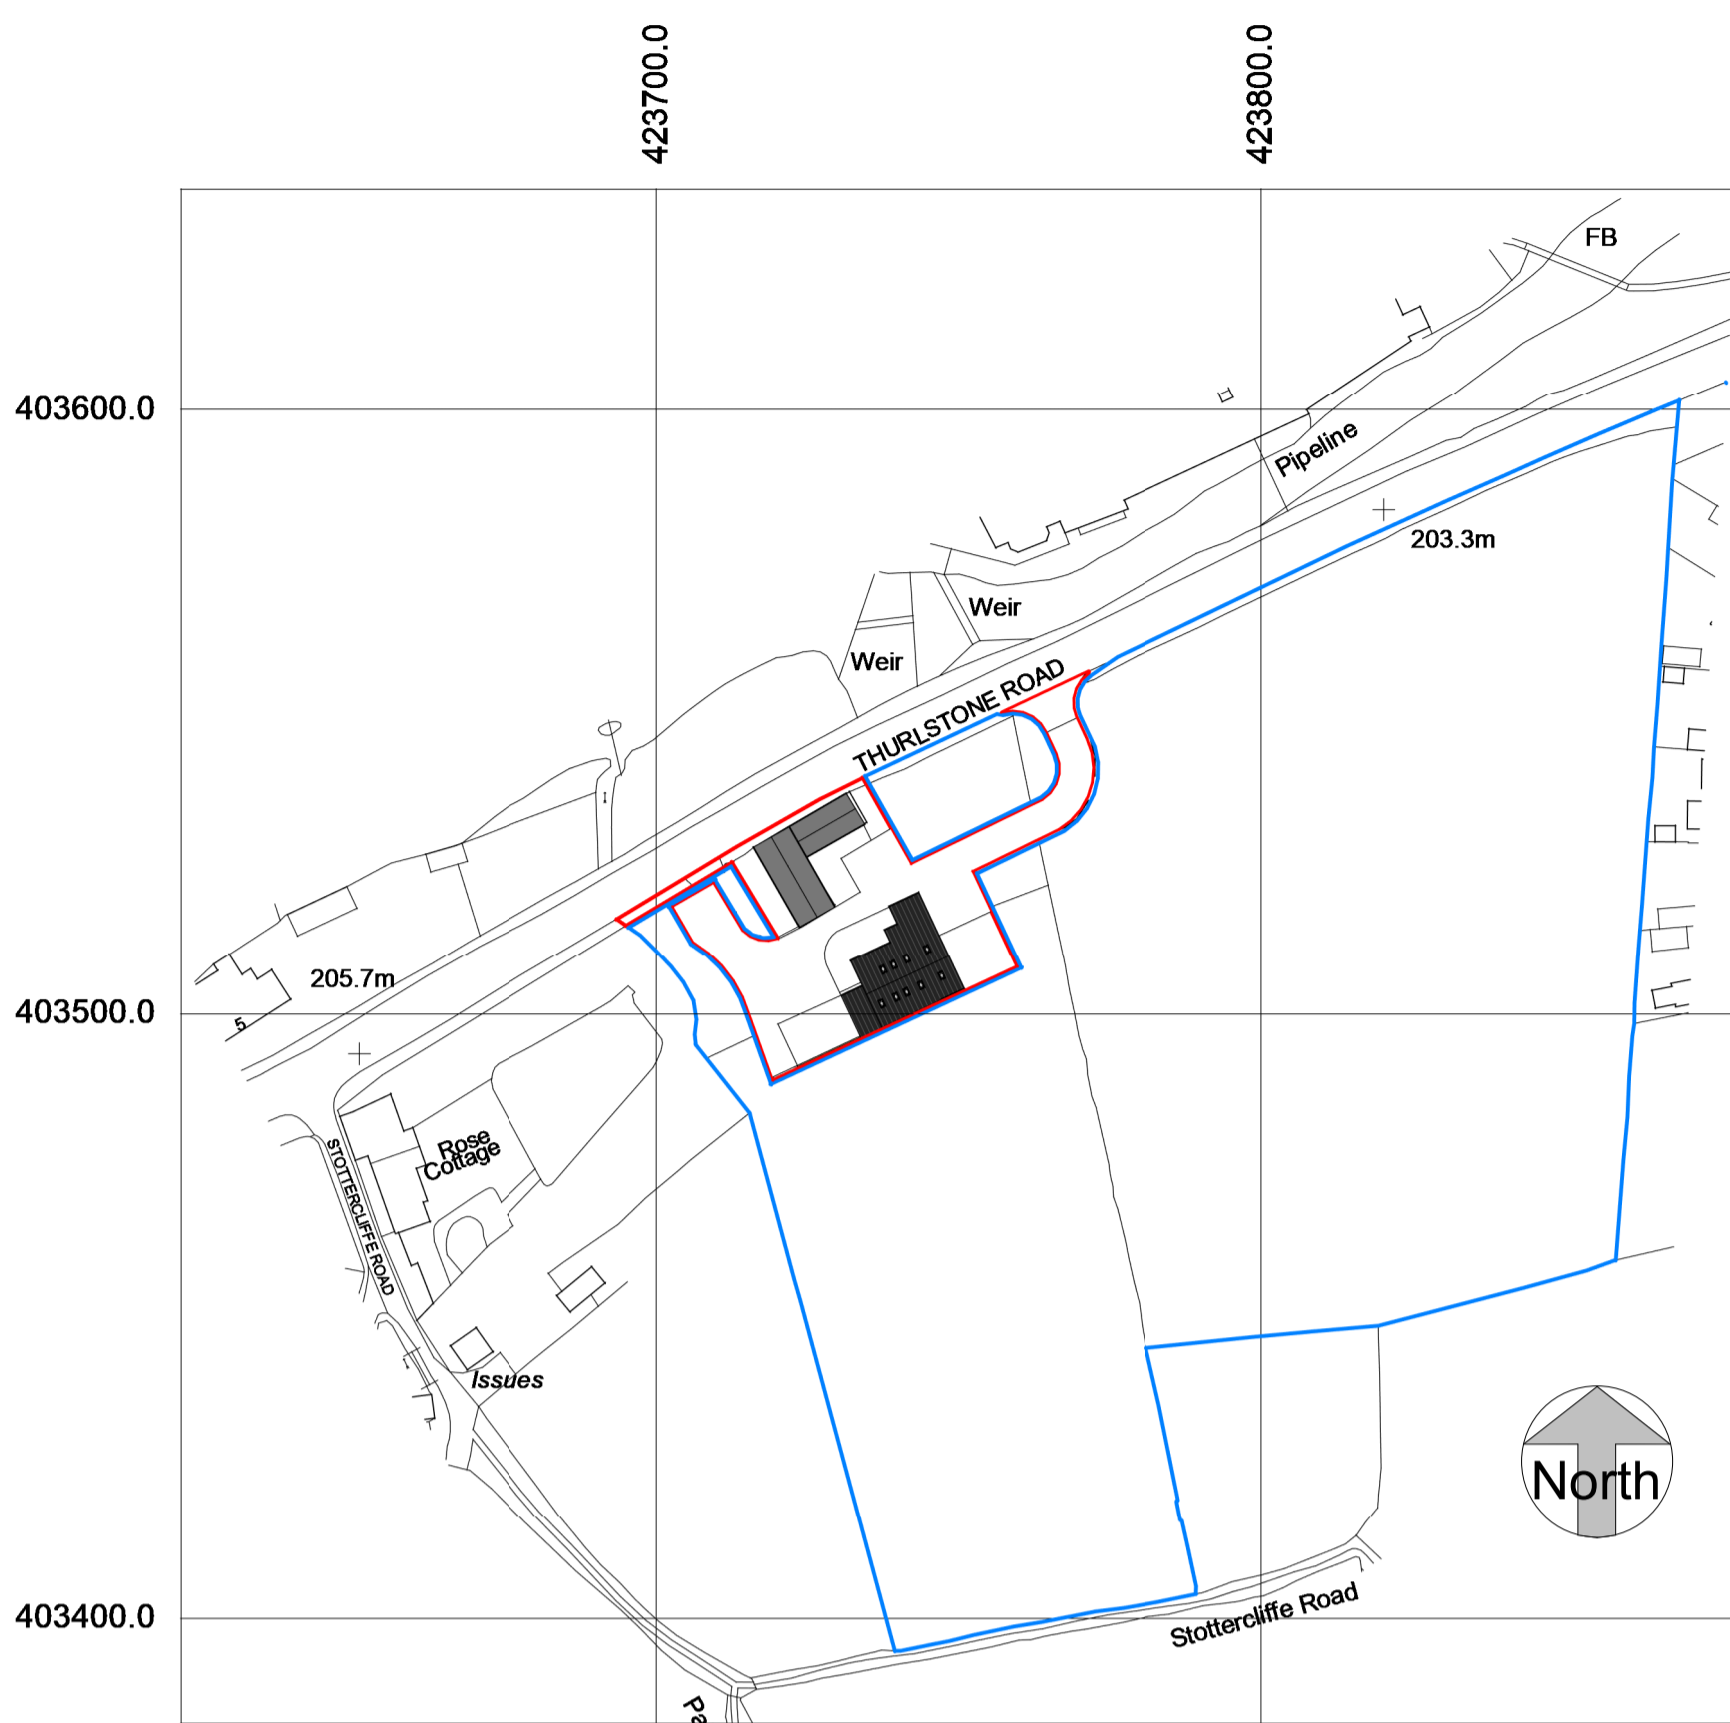 423700.0
423800.0
FB
403600.0
Pipeline
203.3m
Weir
Weir
THURLSTONE ROAD
205.7m
5
403500.0
Rose
Cottage
STOTTERCLIFFE ROAD
Issues
North
403400.0
Stottercliffe Road